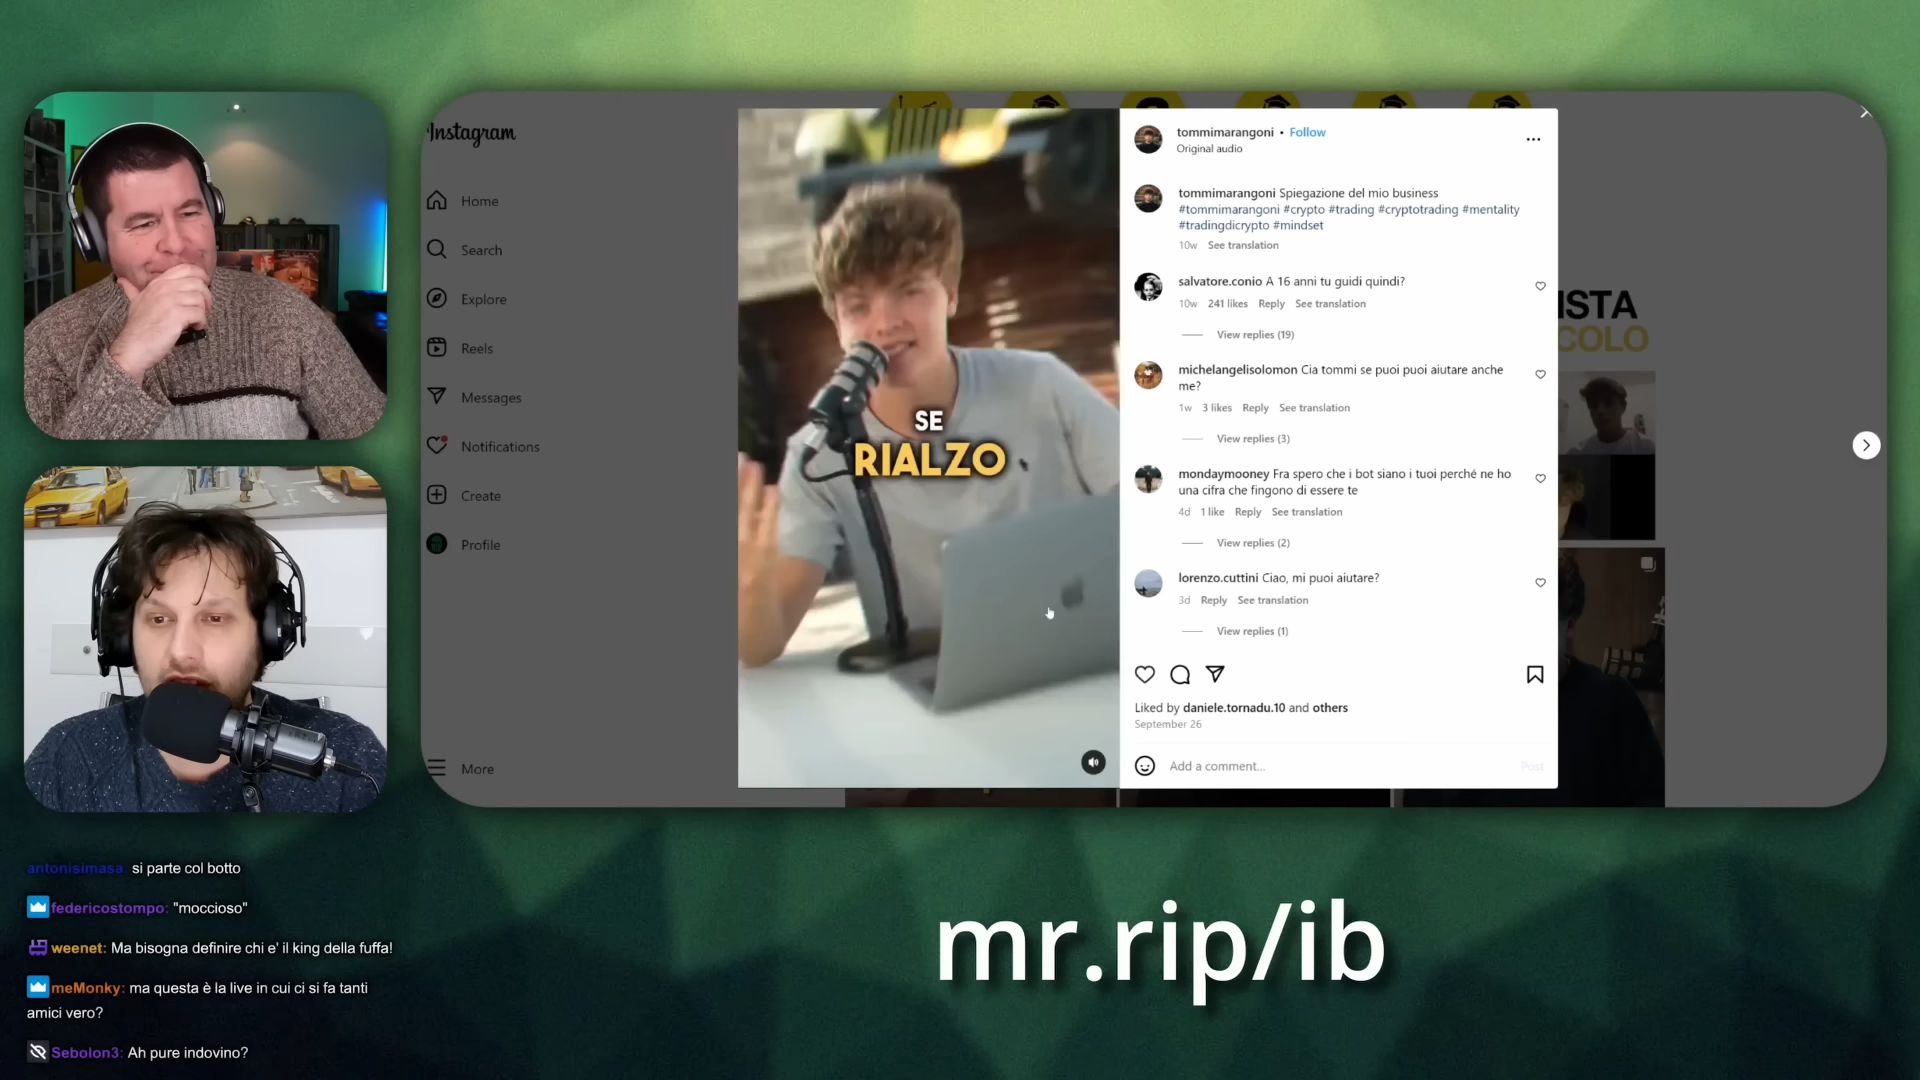 Instagram
Home
Search
Explore
Reels
Messages
Notifications
Create
Profile
More
SE
RIALZO
tommimarangoni • Follow
Original audio
tommimarangoni Spiegazione del mio business
#tommimarangoni #crypto #trading #cryptotrading #mentality
#tradingdicrypto #mindset
10w See translation
salvatore.conio A 16 anni tu guidi quindi?
10w 241 likes Reply See translation
View replies (19)
michelangelisolomon Cia tommi se puoi puoi aiutare anche
me?
1w 3 likes Reply See translation
View replies (3)
mondaymooney Fra spero che i bot siano i tuoi perché ne ho
una cifra che fingono di essere te
4d 1 like Reply See translation
View replies (2)
lorenzo.cuttini Ciao, mi puoi aiutare?
3d Reply See translation
View replies (1)
Liked by daniele.tornadu.10 and others
September 26
Add a comment...
Post
ISTA
COLO
antonisimasa: si parte col botto
federicostompo: "moccioso"
weenet: Ma bisogna definire chi e' il king della fuffa!
meMonky: ma questa è la live in cui ci si fa tanti
amici vero?
Sebolon3: Ah pure indovino?
mr.rip/ib